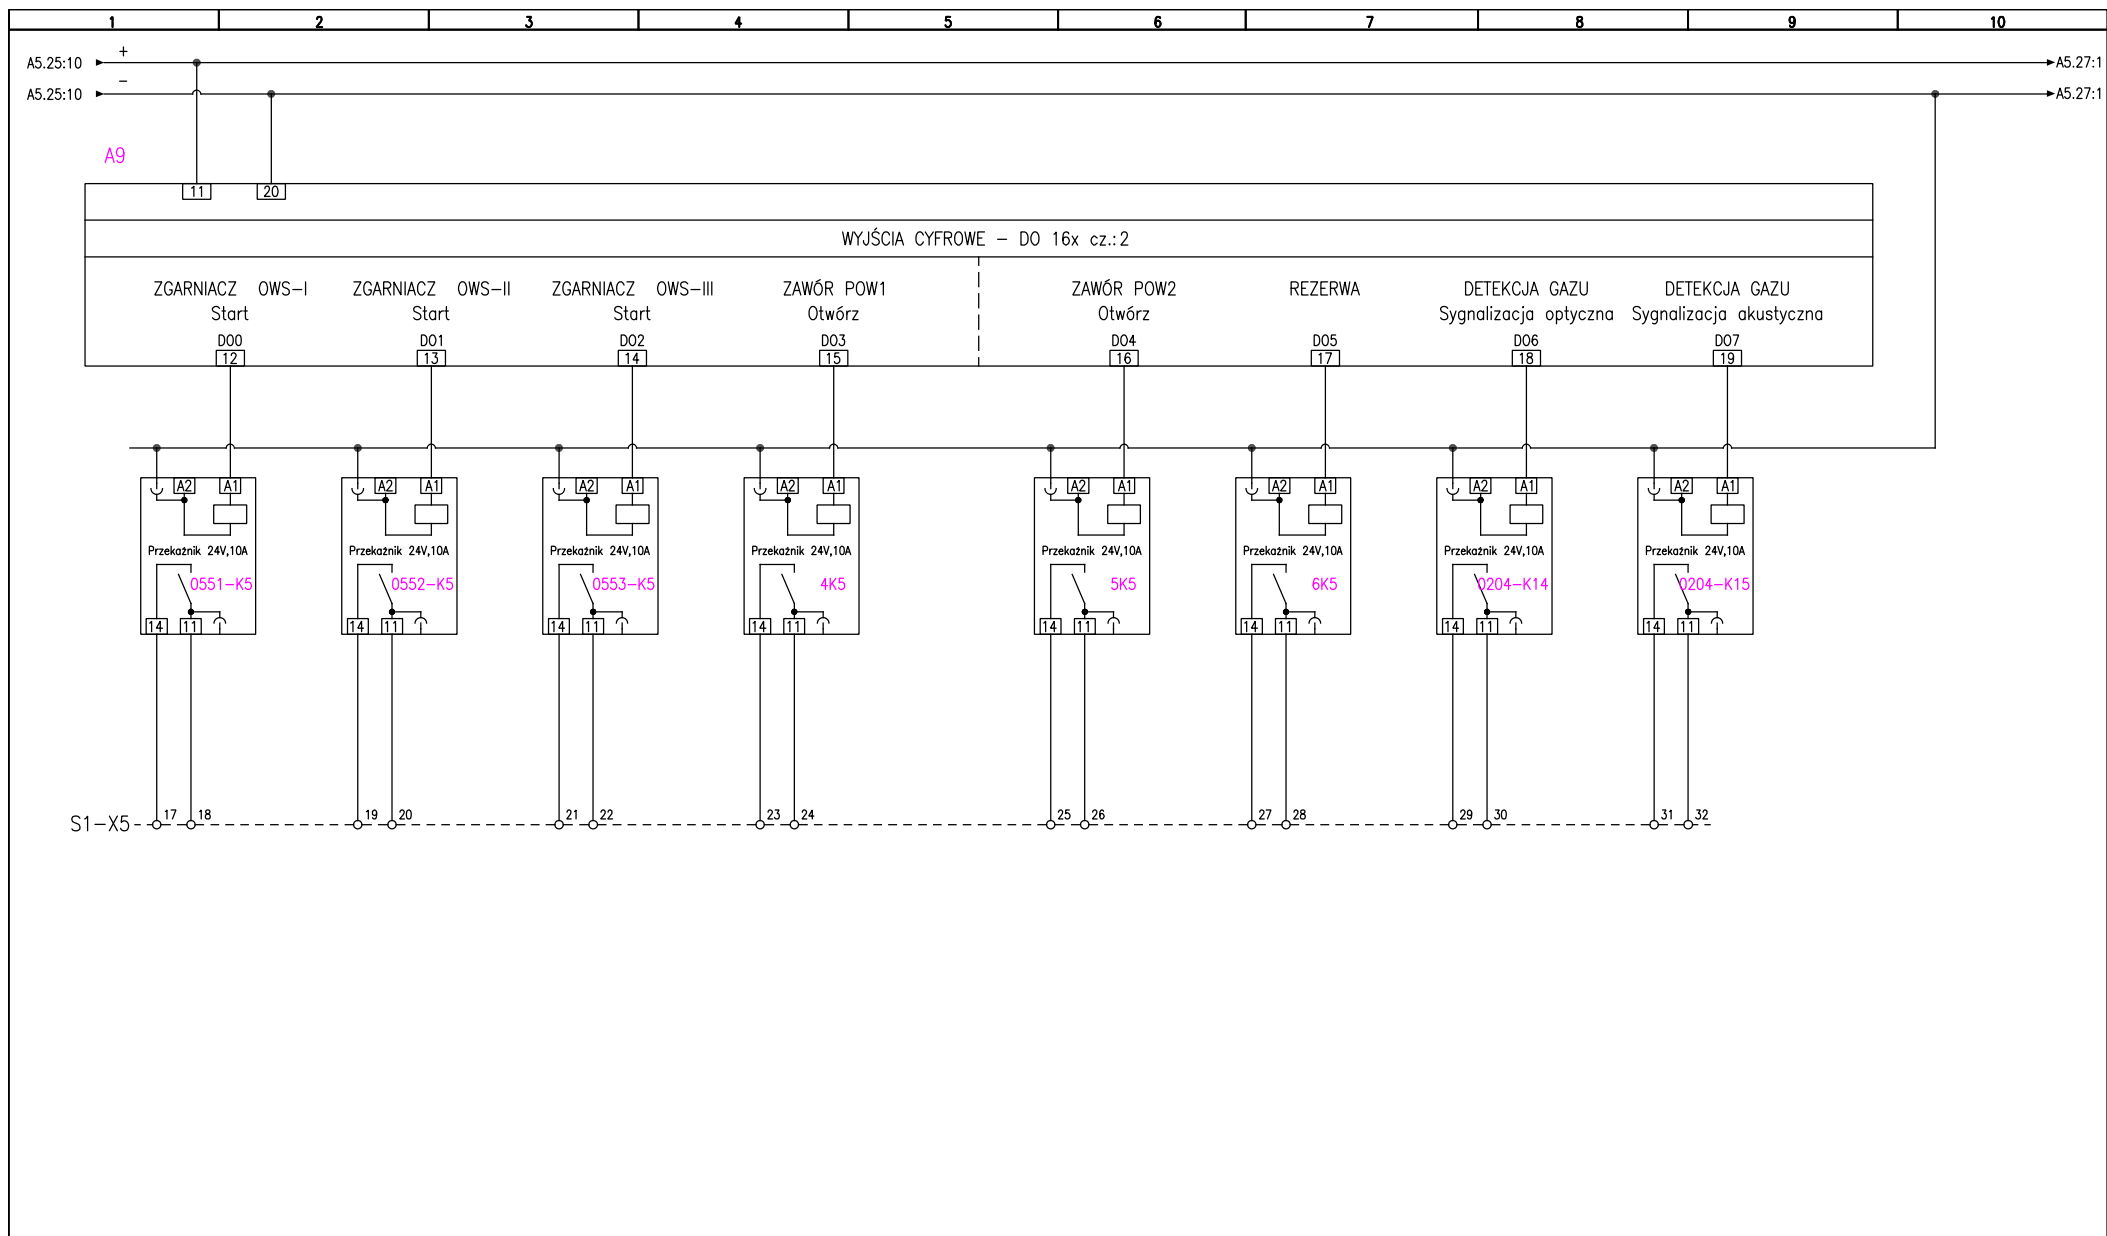 1 2 3 4 5 6 7 8 9 10
+
A5.25:10 A5.27:1
−
A5.25:10 A5.27:1
A9
11 20
WYJŚCIA CYFROWE − DO 16x cz.:2
ZGARNIACZ OWS−I ZGARNIACZ OWS−II ZGARNIACZ OWS−III ZAWÓR POW1 ZAWÓR POW2 REZERWA DETEKCJA GAZU DETEKCJA GAZU
Start Start Start Otwórz Otwórz Sygnalizacja optyczna Sygnalizacja akustyczna
DO0 DO1 DO2 DO3 DO4 DO5 DO6 DO7
12 13 14 15 16 17 18 19
A2 A1 A2 A1 A2 A1 A2 A1 A2 A1 A2 A1 A2 A1 A2 A1
Przekaźnik 24V,10A Przekaźnik 24V,10A Przekaźnik 24V,10A Przekaźnik 24V,10A Przekaźnik 24V,10A Przekaźnik 24V,10A Przekaźnik 24V,10A Przekaźnik 24V,10A
0551−K5 0552−K5 0553−K5 4K5 5K5 6K5 0204−K14 0204−K15
14 11 14 11 14 11 14 11 14 11 14 11 14 11 14 11
17 18 19 20 21 22 23 24 25 26 27 28 29 30 31 32
S1−X5